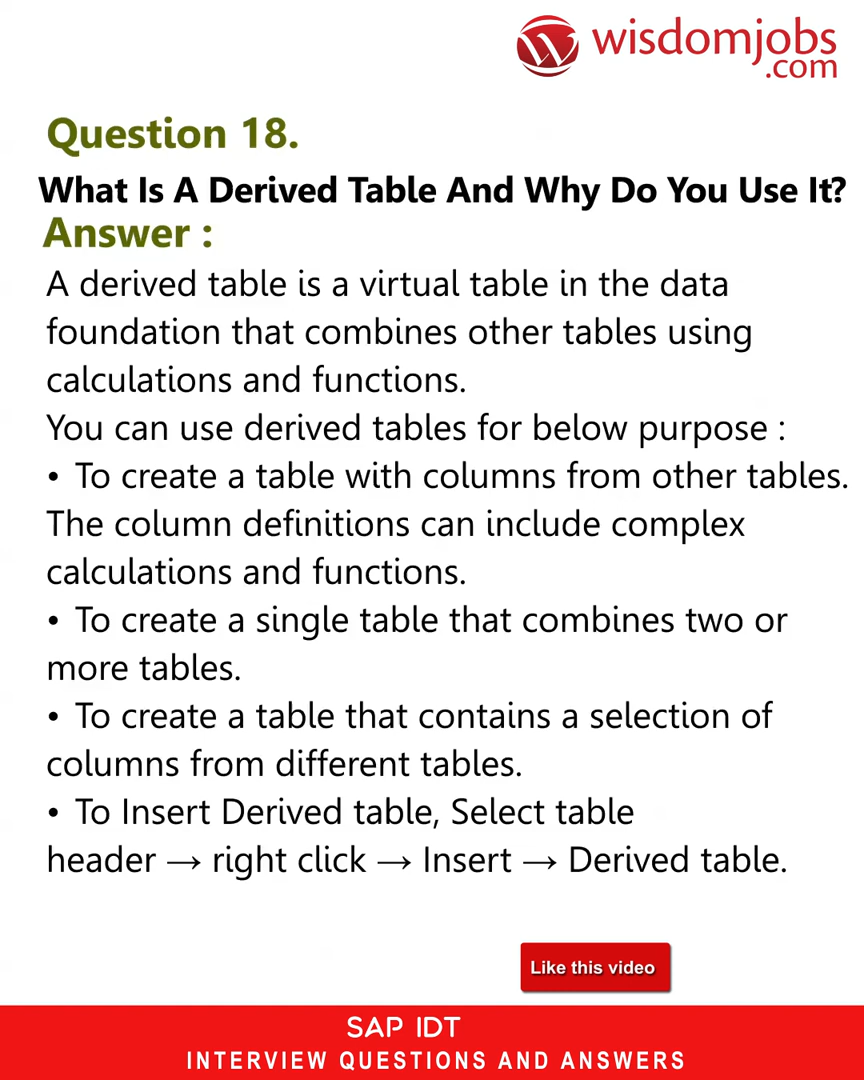 wisdomjobs
.com
Question 18.
What Is A Derived Table And Why Do You Use It?
Answer :
A derived table is a virtual table in the data
foundation that combines other tables using
calculations and functions.
You can use derived tables for below purpose :
• To create a table with columns from other tables.
The column definitions can include complex
calculations and functions.
• To create a single table that combines two or
more tables.
• To create a table that contains a selection of
columns from different tables.
• To Insert Derived table, Select table
header → right click → Insert → Derived table.
Like this video
SAP IDT
INTERVIEW QUESTIONS AND ANSWERS